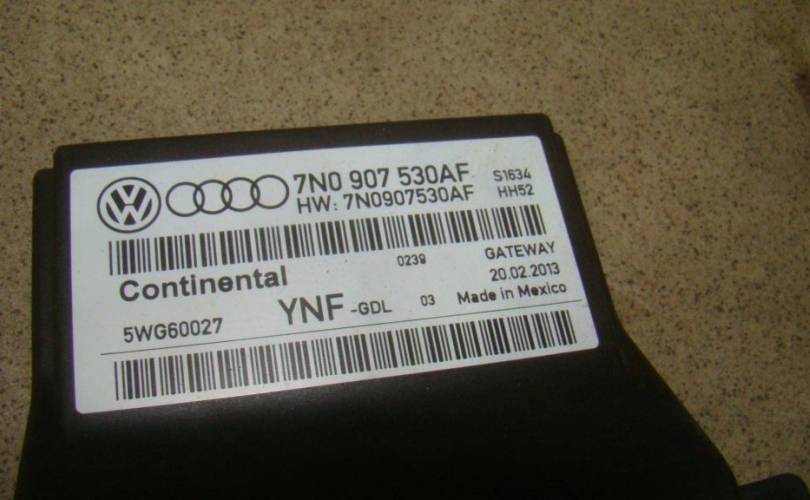 7N0 907 530AF S1634
HW: 7N0907530AF HH52
0239 GATEWAY
Continental 20.02.2013
5WG60027 YNF -GDL 03 Made in Mexico